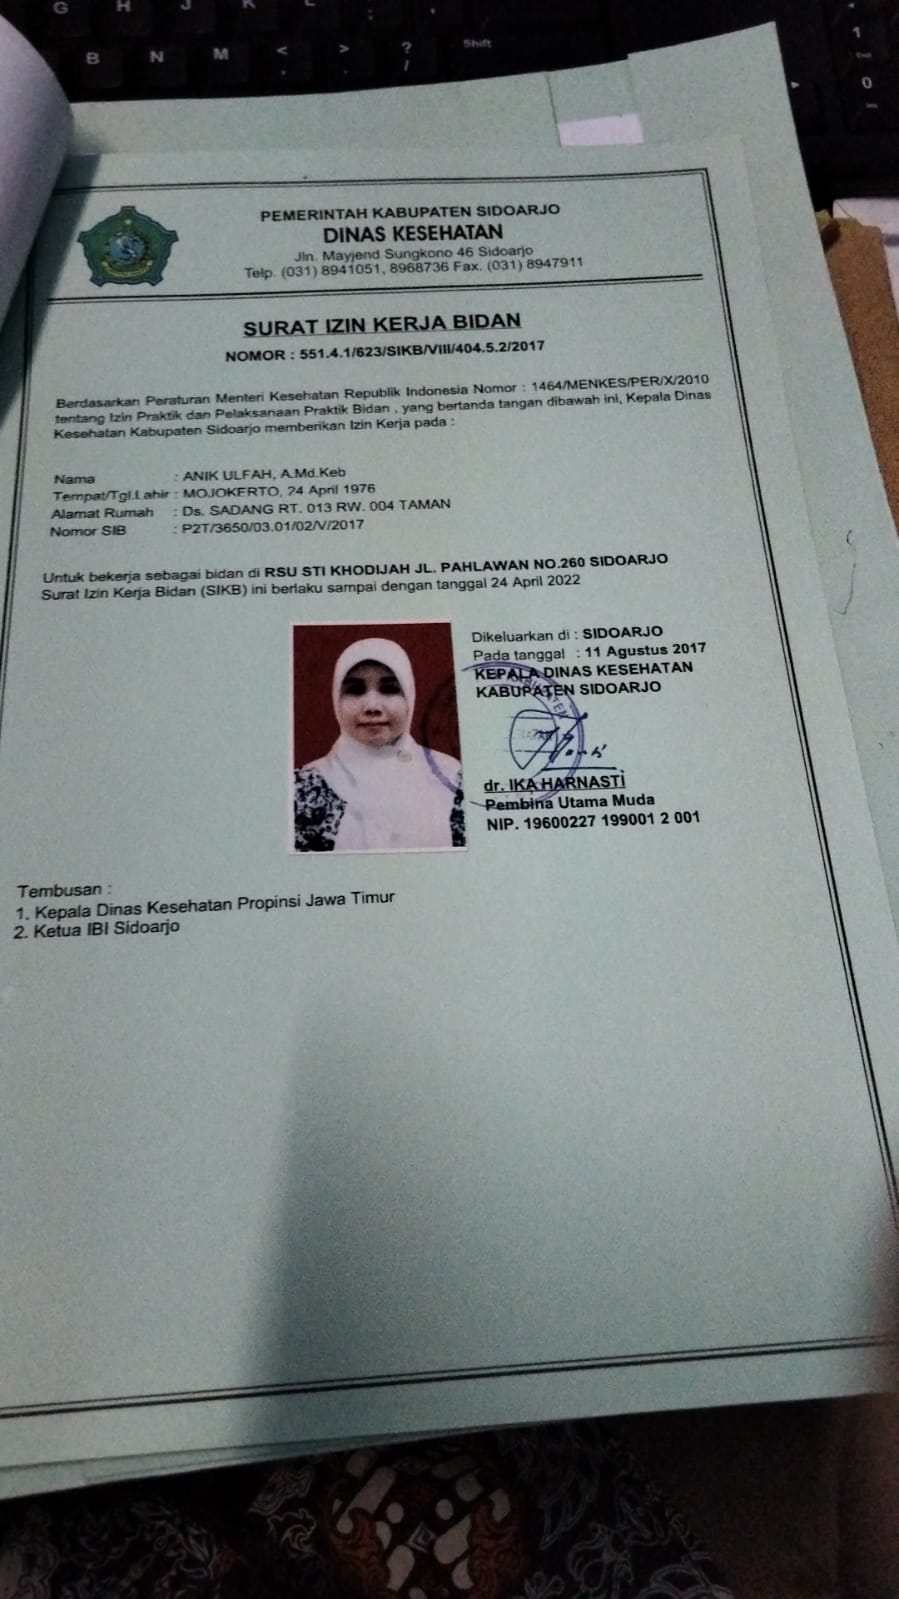 G H J K L ;
B N M < , > . ? / Shift
1
0
PEMERINTAH KABUPATEN SIDOARJO
DINAS KESEHATAN
Jln. Mayjend Sungkono 46 Sidoarjo
Telp. (031) 8941051, 8968736 Fax. (031) 8947911
SURAT IZIN KERJA BIDAN
NOMOR : 551.4.1/623/SIKB/VIII/404.5.2/2017
Berdasarkan Peraturan Menteri Kesehatan Republik Indonesia Nomor : 1464/MENKES/PER/X/2010
tentang Izin Praktik dan Pelaksanaan Praktik Bidan , yang bertanda tangan dibawah ini, Kepala Dinas
Kesehatan Kabupaten Sidoarjo memberikan Izin Kerja pada :
Nama : ANIK ULFAH, A.Md.Keb
Tempat/Tgl.Lahir : MOJOKERTO, 24 April 1976
Alamat Rumah : Ds. SADANG RT. 013 RW. 004 TAMAN
Nomor SIB : P2T/3650/03.01/02/V/2017
Untuk bekerja sebagai bidan di RSU STI KHODIJAH JL. PAHLAWAN NO.260 SIDOARJO
Surat Izin Kerja Bidan (SIKB) ini berlaku sampai dengan tanggal 24 April 2022
Dikeluarkan di : SIDOARJO
Pada tanggal : 11 Agustus 2017
KEPALA DINAS KESEHATAN
KABUPATEN SIDOARJO
dr. IKA HARNASTI
Pembina Utama Muda
NIP. 19600227 199001 2 001
Tembusan :
1. Kepala Dinas Kesehatan Propinsi Jawa Timur
2. Ketua IBI Sidoarjo